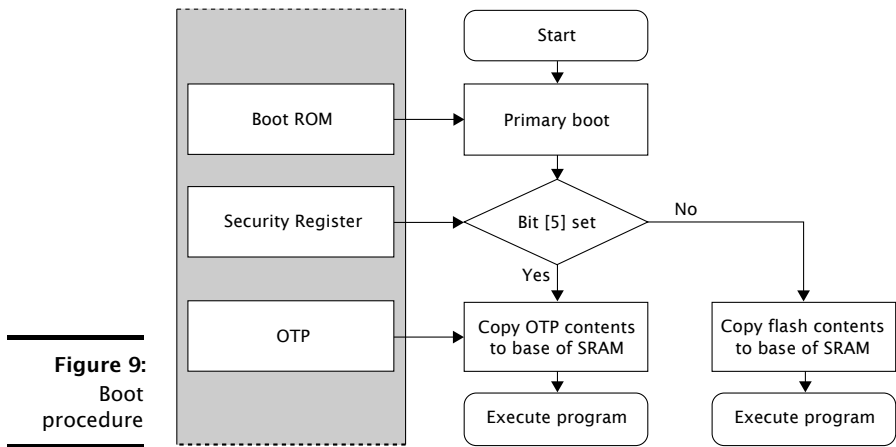 Start
Boot ROM
Primary boot
Security Register
Bit [5] set
No
Yes
OTP
Copy OTP contents
to base of SRAM
Copy flash contents
to base of SRAM
Figure 9:
Boot
procedure
Execute program
Execute program